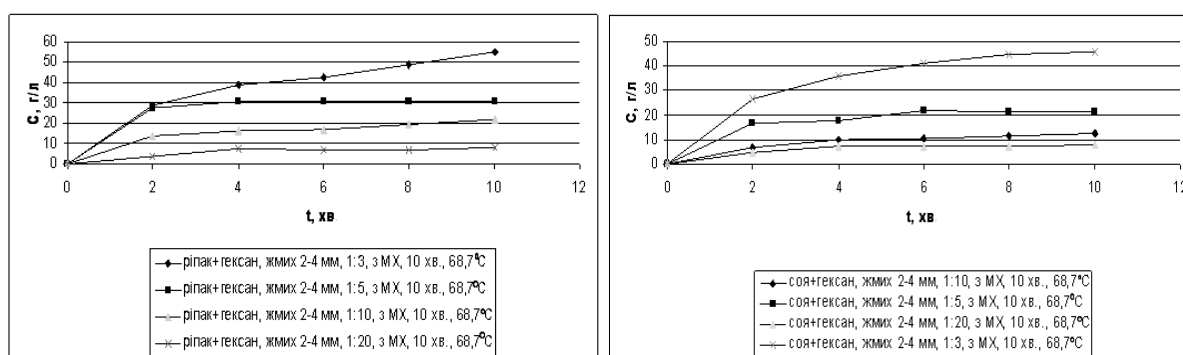 C, г/л
60
50
40
30
20
10
0
0 2 4 6 8 10 12
t, хв
ріпак+гексан, жмих 2-4 мм, 1:3, з МХ, 10 хв., 68,7°С
ріпак+гексан, жмих 2-4 мм, 1:5, з МХ, 10 хв., 68,7°С
ріпак+гексан, жмих 2-4 мм, 1:10, з МХ, 10 хв., 68,7°С
ріпак+гексан, жмих 2-4 мм, 1:20, з МХ, 10 хв., 68,7°С
C, г/л
50
40
30
20
10
0
0 2 4 6 8 10 12
t, хв.
соя+гексан, жмих 2-4 мм, 1:10, з МХ, 10 хв., 68,7°С
соя+гексан, жмих 2-4 мм, 1:5, з МХ, 10 хв., 68,7°С
соя+гексан, жмих 2-4 мм, 1:20, з МХ, 10 хв., 68,7°С
соя+гексан, жмих 2-4 мм, 1:3, з МХ, 10 хв., 68,7°С